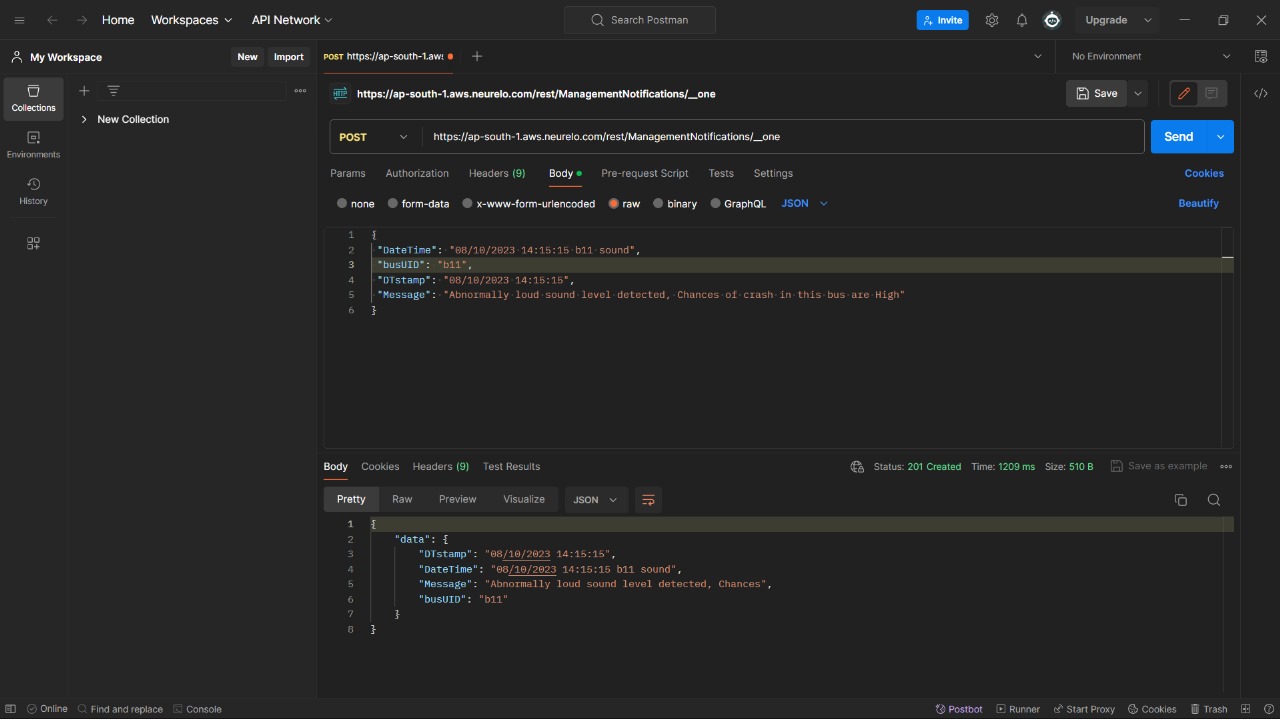 Home Workspaces API Network Search Postman Invite Upgrade
My Workspace New Import POST https://ap-south-1.aws No Environment
Collections
New Collection
Environments
History
https://ap-south-1.aws.neurelo.com/rest/ManagementNotifications/__one Save
POST https://ap-south-1.aws.neurelo.com/rest/ManagementNotifications/__one Send
Params Authorization Headers (9) Body Pre-request Script Tests Settings Cookies
none form-data x-www-form-urlencoded raw binary GraphQL JSON Beautify
1 {
2 "DateTime": "08/10/2023 14:15:15 b11 sound",
3 "busUID": "b11",
4 "DTstamp": "08/10/2023 14:15:15",
5 "Message": "Abnormally loud sound level detected, Chances of crash in this bus are High"
6 }
Body Cookies Headers (9) Test Results Status: 201 Created Time: 1209 ms Size: 510 B Save as example
Pretty Raw Preview Visualize JSON
1 {
2 "data": {
3 "DTstamp": "08/10/2023 14:15:15",
4 "DateTime": "08/10/2023 14:15:15 b11 sound",
5 "Message": "Abnormally loud sound level detected, Chances",
6 "busUID": "b11"
7 }
8 }
Online Find and replace Console Postbot Runner Start Proxy Cookies Trash